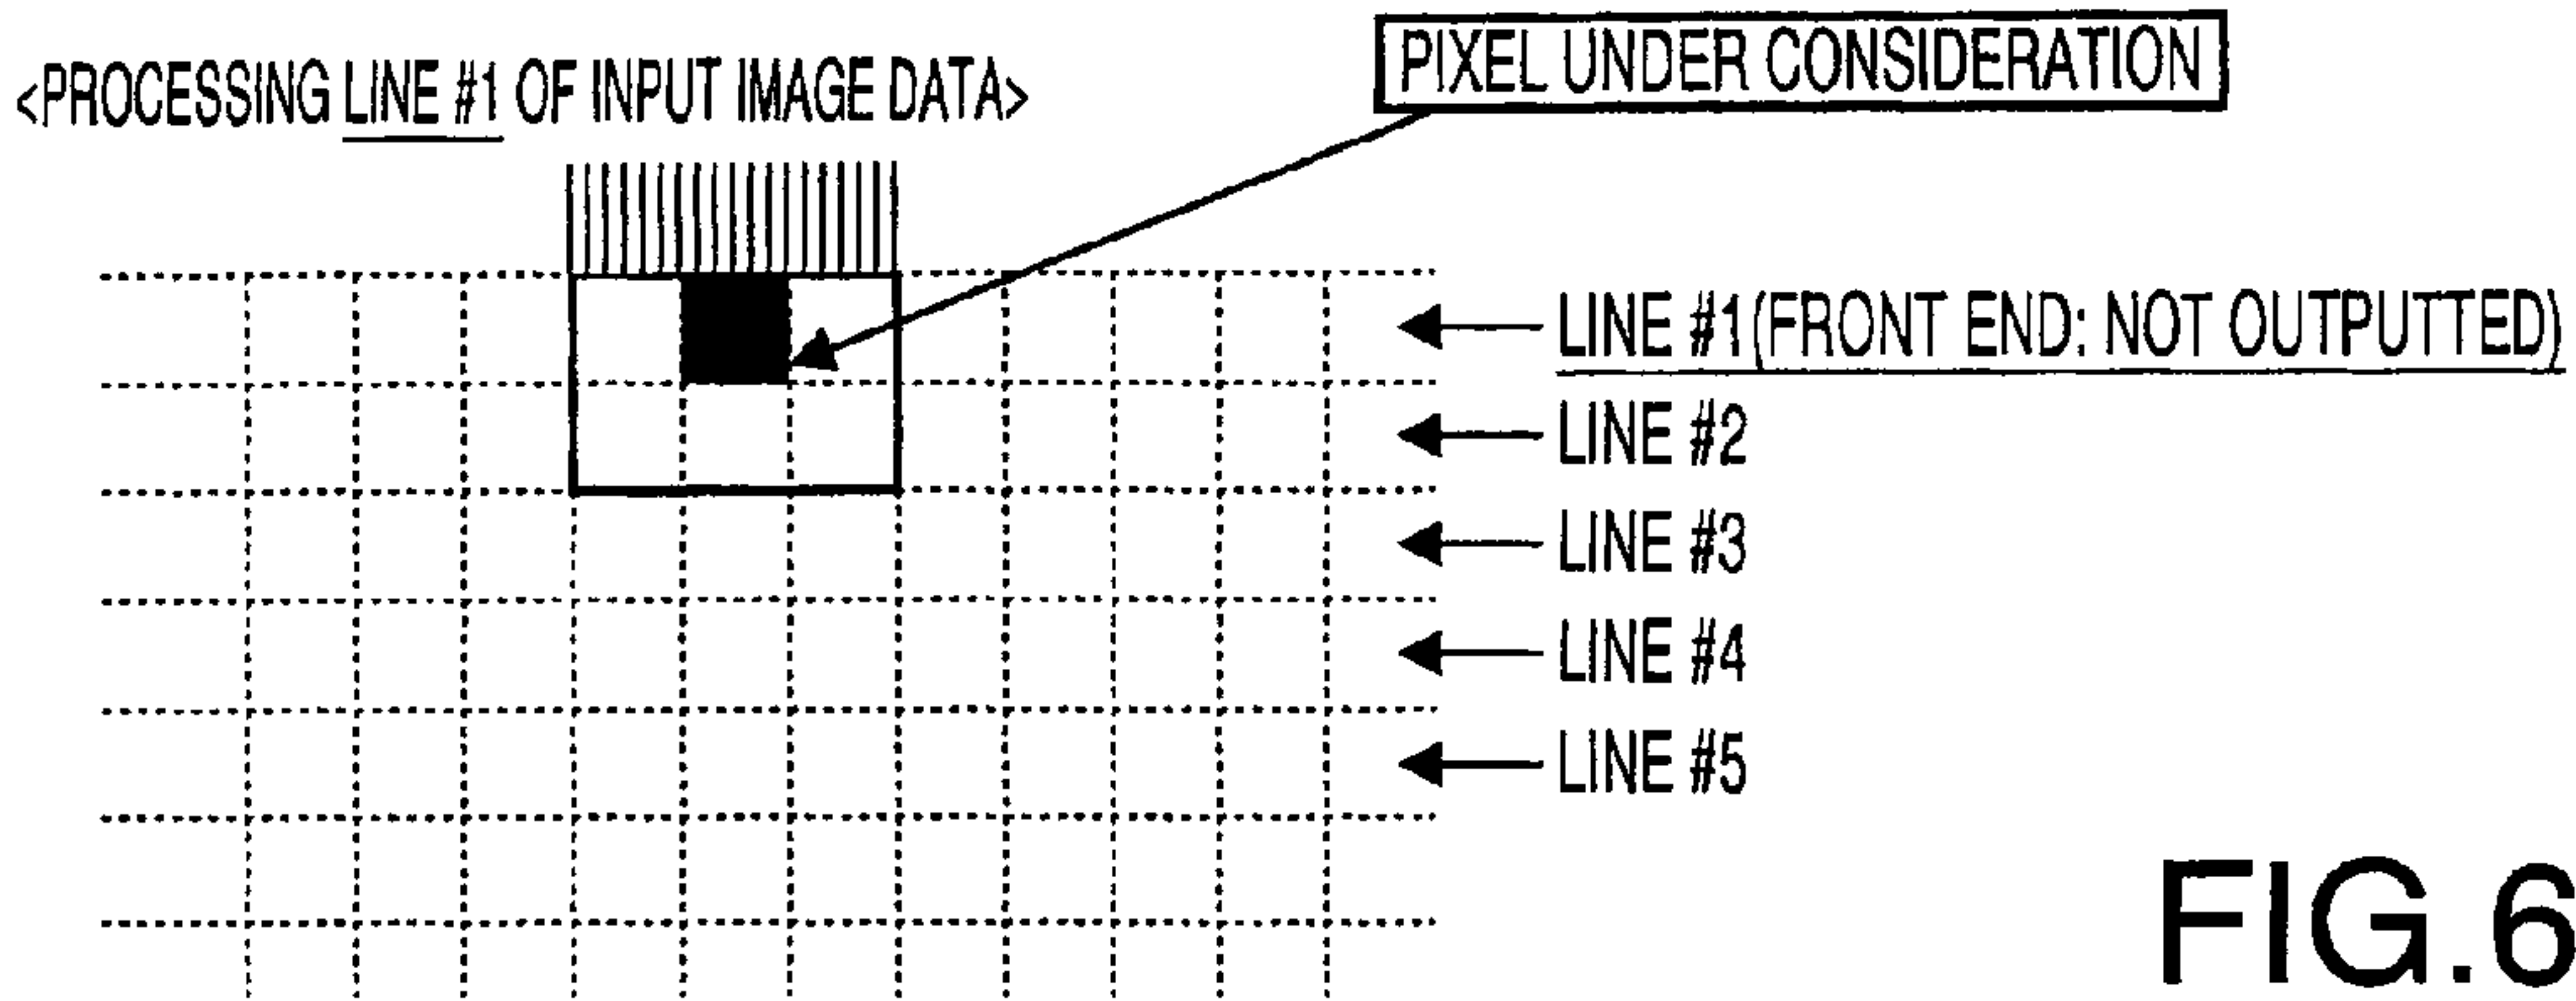 <PROCESSING LINE #1 OF INPUT IMAGE DATA>
PIXEL UNDER CONSIDERATION
LINE #1(FRONT END: NOT OUTPUTTED)
LINE #2
LINE #3
LINE #4
LINE #5
FIG.6